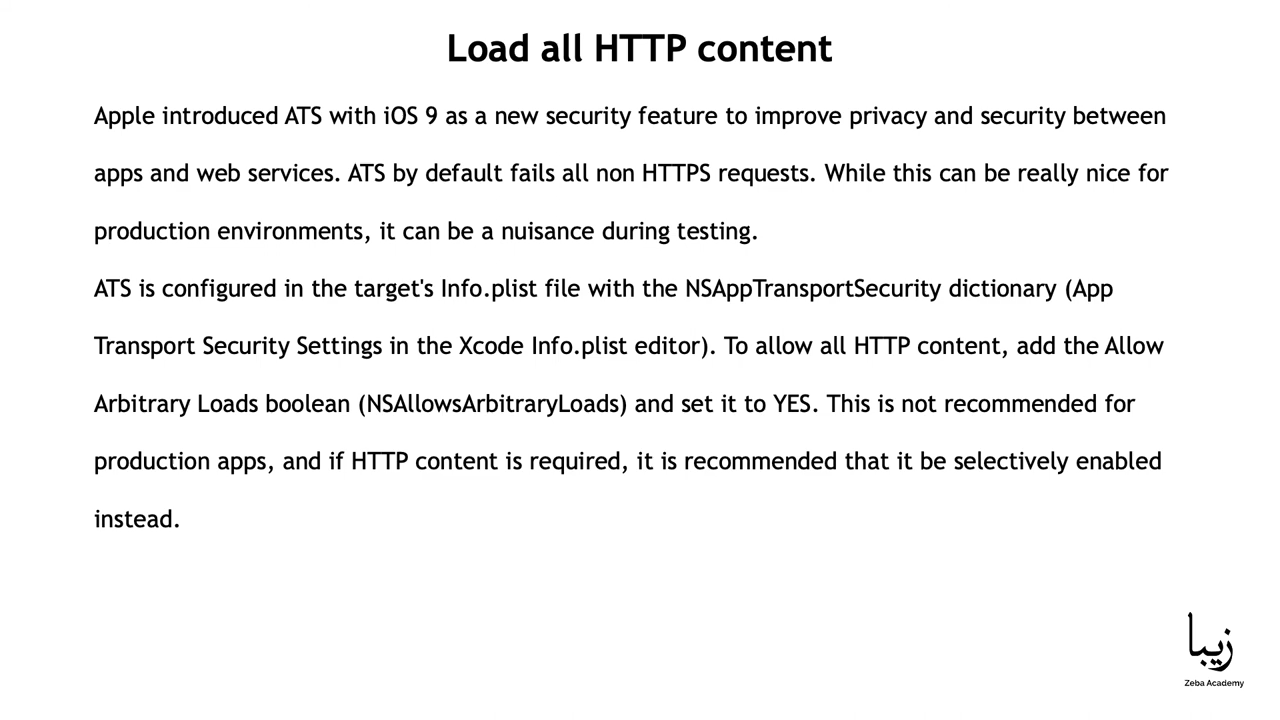 Load all HTTP content
Apple introduced ATS with iOS 9 as a new security feature to improve privacy and security between
apps and web services. ATS by default fails all non HTTPS requests. While this can be really nice for
production environments, it can be a nuisance during testing.
ATS is configured in the target's Info.plist file with the NSAppTransportSecurity dictionary (App
Transport Security Settings in the Xcode Info.plist editor). To allow all HTTP content, add the Allow
Arbitrary Loads boolean (NSAllowsArbitraryLoads) and set it to YES. This is not recommended for
production apps, and if HTTP content is required, it is recommended that it be selectively enabled
instead.
زیبا
Zeba Academy